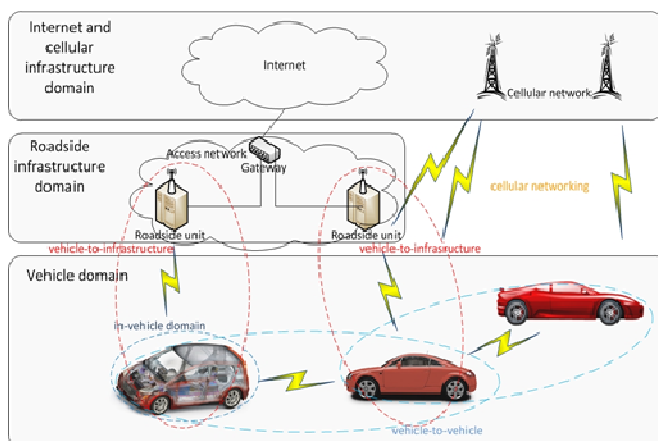 Internet and
cellular
infrastructure
domain
Internet
Cellular network
Roadside
infrastructure
domain
Access network
Gateway
Roadside unit
Roadside unit
cellular networking
vehicle-to-infrastructure
vehicle-to-infrasructure
Vehicle domain
in-vehicle domain
vehicle-to-vehicle